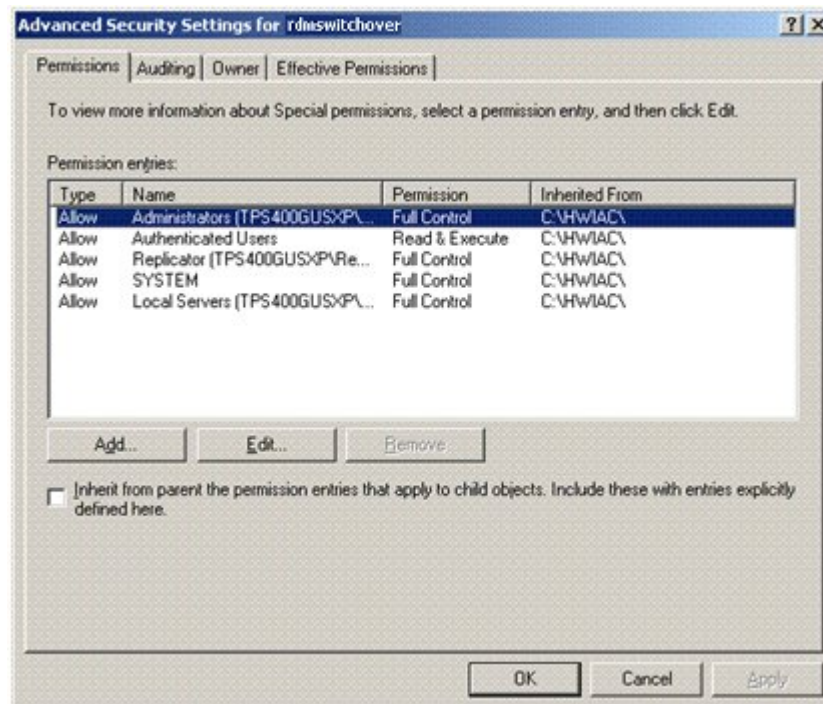 Advanced Security Settings for rdmswitchover
Permissions Auditing Owner Effective Permissions
To view more information about Special permissions, select a permission entry, and then click Edit.
Permission entries:
Type Name Permission Inherited From
Allow Administrators (TPS400GUSXP\... Full Control C:\HWIAC\
Allow Authenticated Users Read & Execute C:\HWIAC\
Allow Replicator (TPS400GUSXP\Re... Full Control C:\HWIAC\
Allow SYSTEM Full Control C:\HWIAC\
Allow Local Servers (TPS400GUSXP\... Full Control C:\HWIAC\
Add... Edit... Remove
Inherit from parent the permission entries that apply to child objects. Include these with entries explicitly
defined here.
OK Cancel Apply